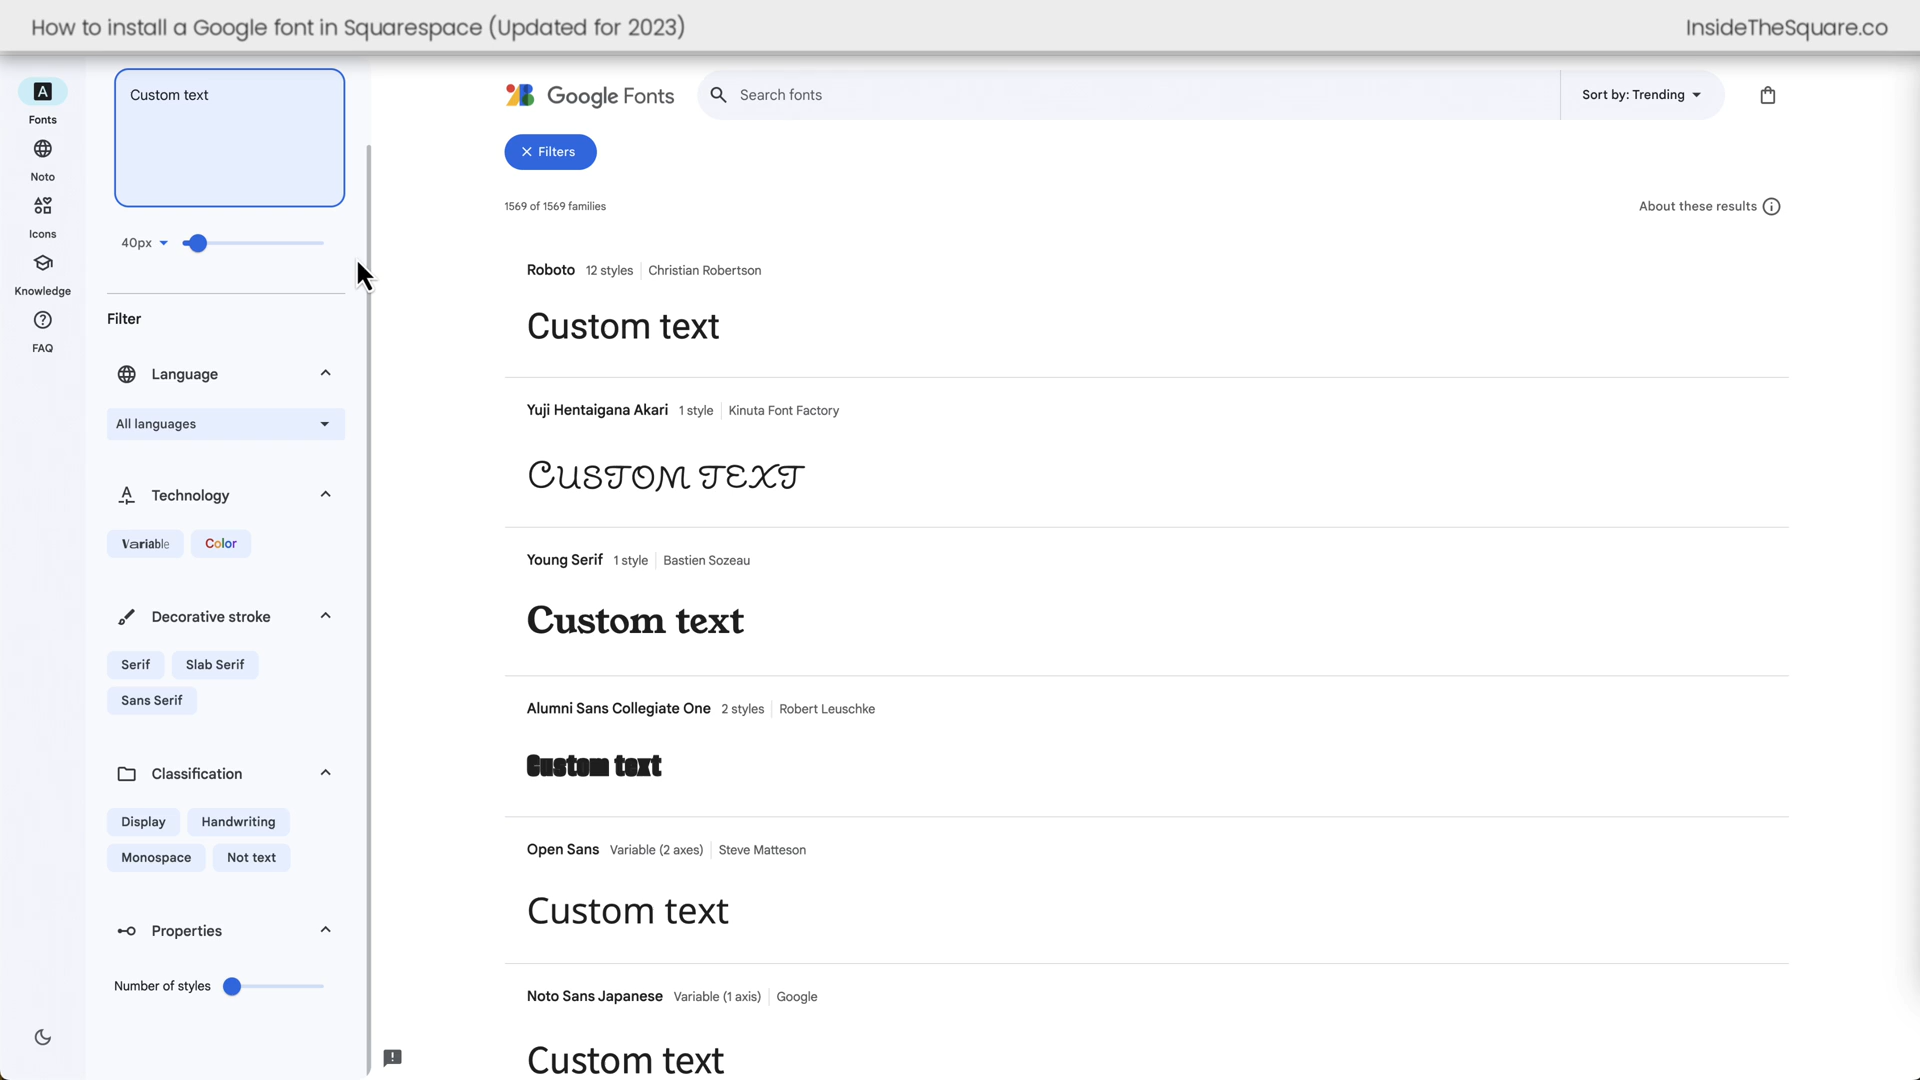 How to install a Google font in Squarespace (Updated for 2023)
InsideTheSquare.co
Fonts
Noto
Icons
Knowledge
FAQ
Custom text
40px
Filter
Language
All languages
Technology
Variable
Color
Decorative stroke
Serif
Slab Serif
Sans Serif
Classification
Display
Handwriting
Monospace
Not text
Properties
Number of styles
Google Fonts
Search fonts
Sort by: Trending
Filters
1569 of 1569 families
About these results
Roboto 12 styles Christian Robertson
Custom text
Yuji Hentaigana Akari 1 style Kinuta Font Factory
Custom text
Young Serif 1 style Bastien Sozeau
Custom text
Alumni Sans Collegiate One 2 styles Robert Leuschke
Custom text
Open Sans Variable (2 axes) Steve Matteson
Custom text
Noto Sans Japanese Variable (1 axis) Google
Custom text